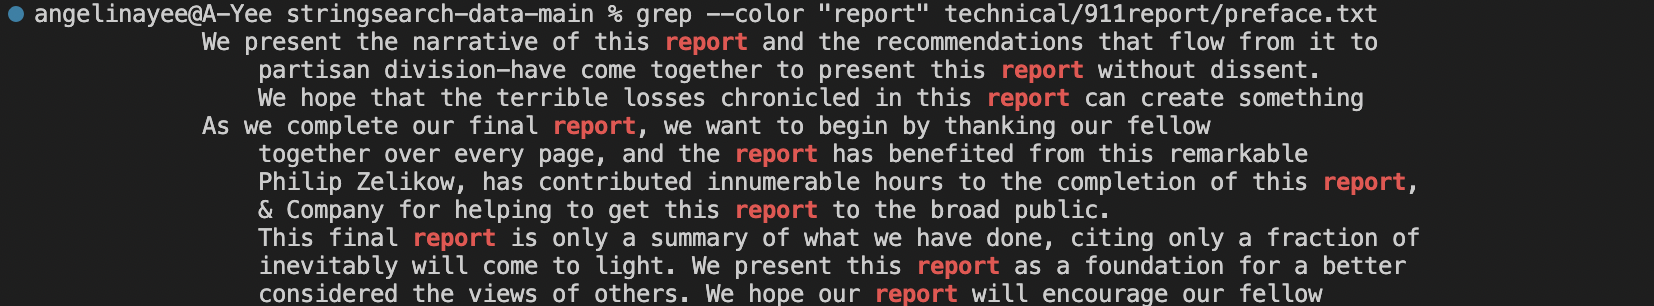 angelinayee@A-Yee stringsearch-data-main % grep --color "report" technical/911report/preface.txt
We present the narrative of this report and the recommendations that flow from it to
partisan division-have come together to present this report without dissent.
We hope that the terrible losses chronicled in this report can create something
As we complete our final report, we want to begin by thanking our fellow
together over every page, and the report has benefited from this remarkable
Philip Zelikow, has contributed innumerable hours to the completion of this report,
& Company for helping to get this report to the broad public.
This final report is only a summary of what we have done, citing only a fraction of
inevitably will come to light. We present this report as a foundation for a better
considered the views of others. We hope our report will encourage our fellow